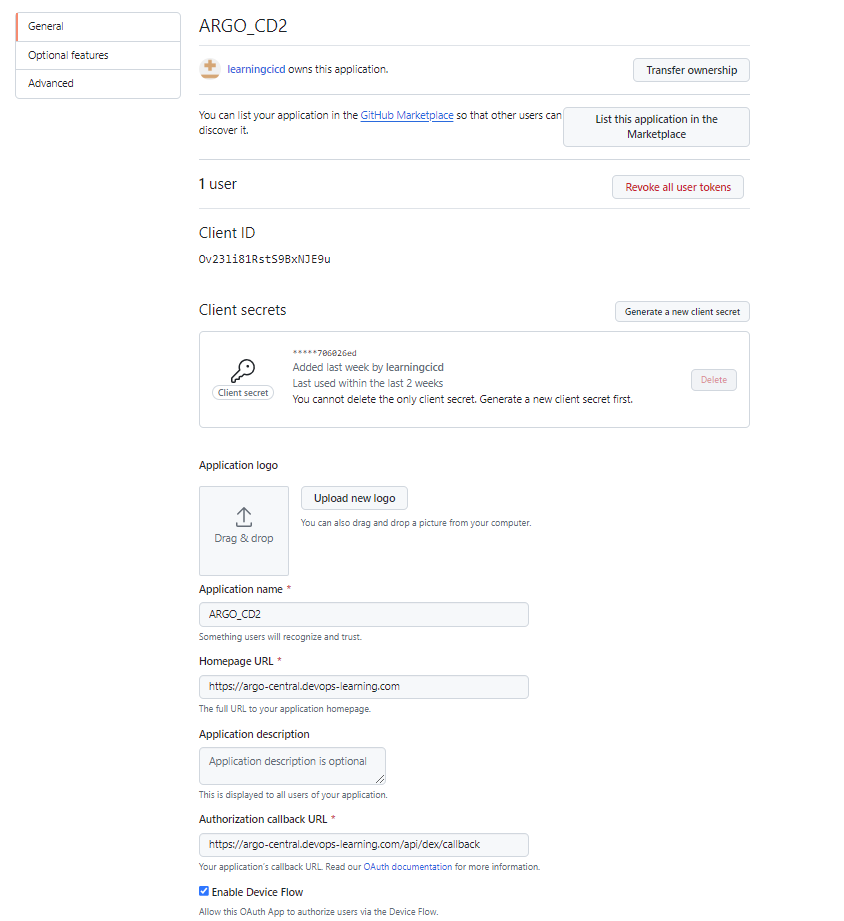 General
Optional features
Advanced
ARGO_CD2
learningcicd owns this application.
Transfer ownership
You can list your application in the GitHub Marketplace so that other users can
discover it.
List this application in the
Marketplace
1 user
Revoke all user tokens
Client ID
Ov23li81RstS9BxNJE9u
Client secrets
Generate a new client secret
*****706026ed
Added last week by learningcicd
Last used within the last 2 weeks
You cannot delete the only client secret. Generate a new client secret first.
Client secret
Delete
Application logo
Drag & drop
Upload new logo
You can also drag and drop a picture from your computer.
Application name *
ARGO_CD2
Something users will recognize and trust.
Homepage URL *
https://argo-central.devops-learning.com
The full URL to your application homepage.
Application description
Application description is optional
This is displayed to all users of your application.
Authorization callback URL *
https://argo-central.devops-learning.com/api/dex/callback
Your application's callback URL. Read our OAuth documentation for more information.
Enable Device Flow
Allow this OAuth App to authorize users via the Device Flow.